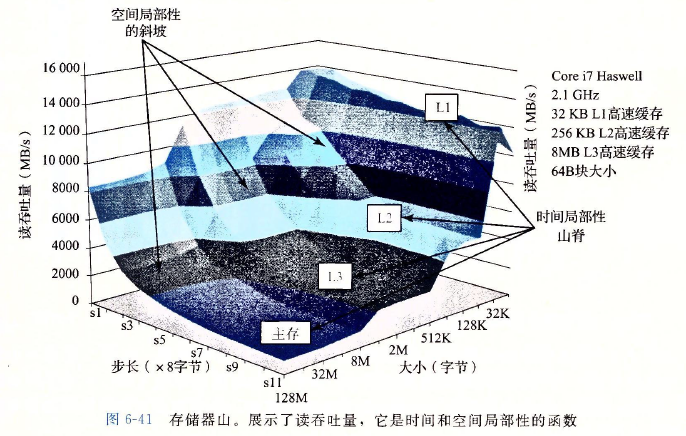 空间局部性
的斜坡
16 000
14 000
12 000
10 000
8000
6000
4000
2000
0
读吞吐量（MB/s）
读吞吐量（MB/s）
L1
L2
L3
主存
Core i7 Haswell
2.1 GHz
32 KB L1高速缓存
256 KB L2高速缓存
8MB L3高速缓存
64B块大小
时间局部性
山脊
s1
s3
s5
s7
s9
s11
步长（×8字节）
128M
32M
8M
2M
512K
128K
32K
大小（字节）
图 6-41 存储器山。展示了读吞吐量，它是时间和空间局部性的函数